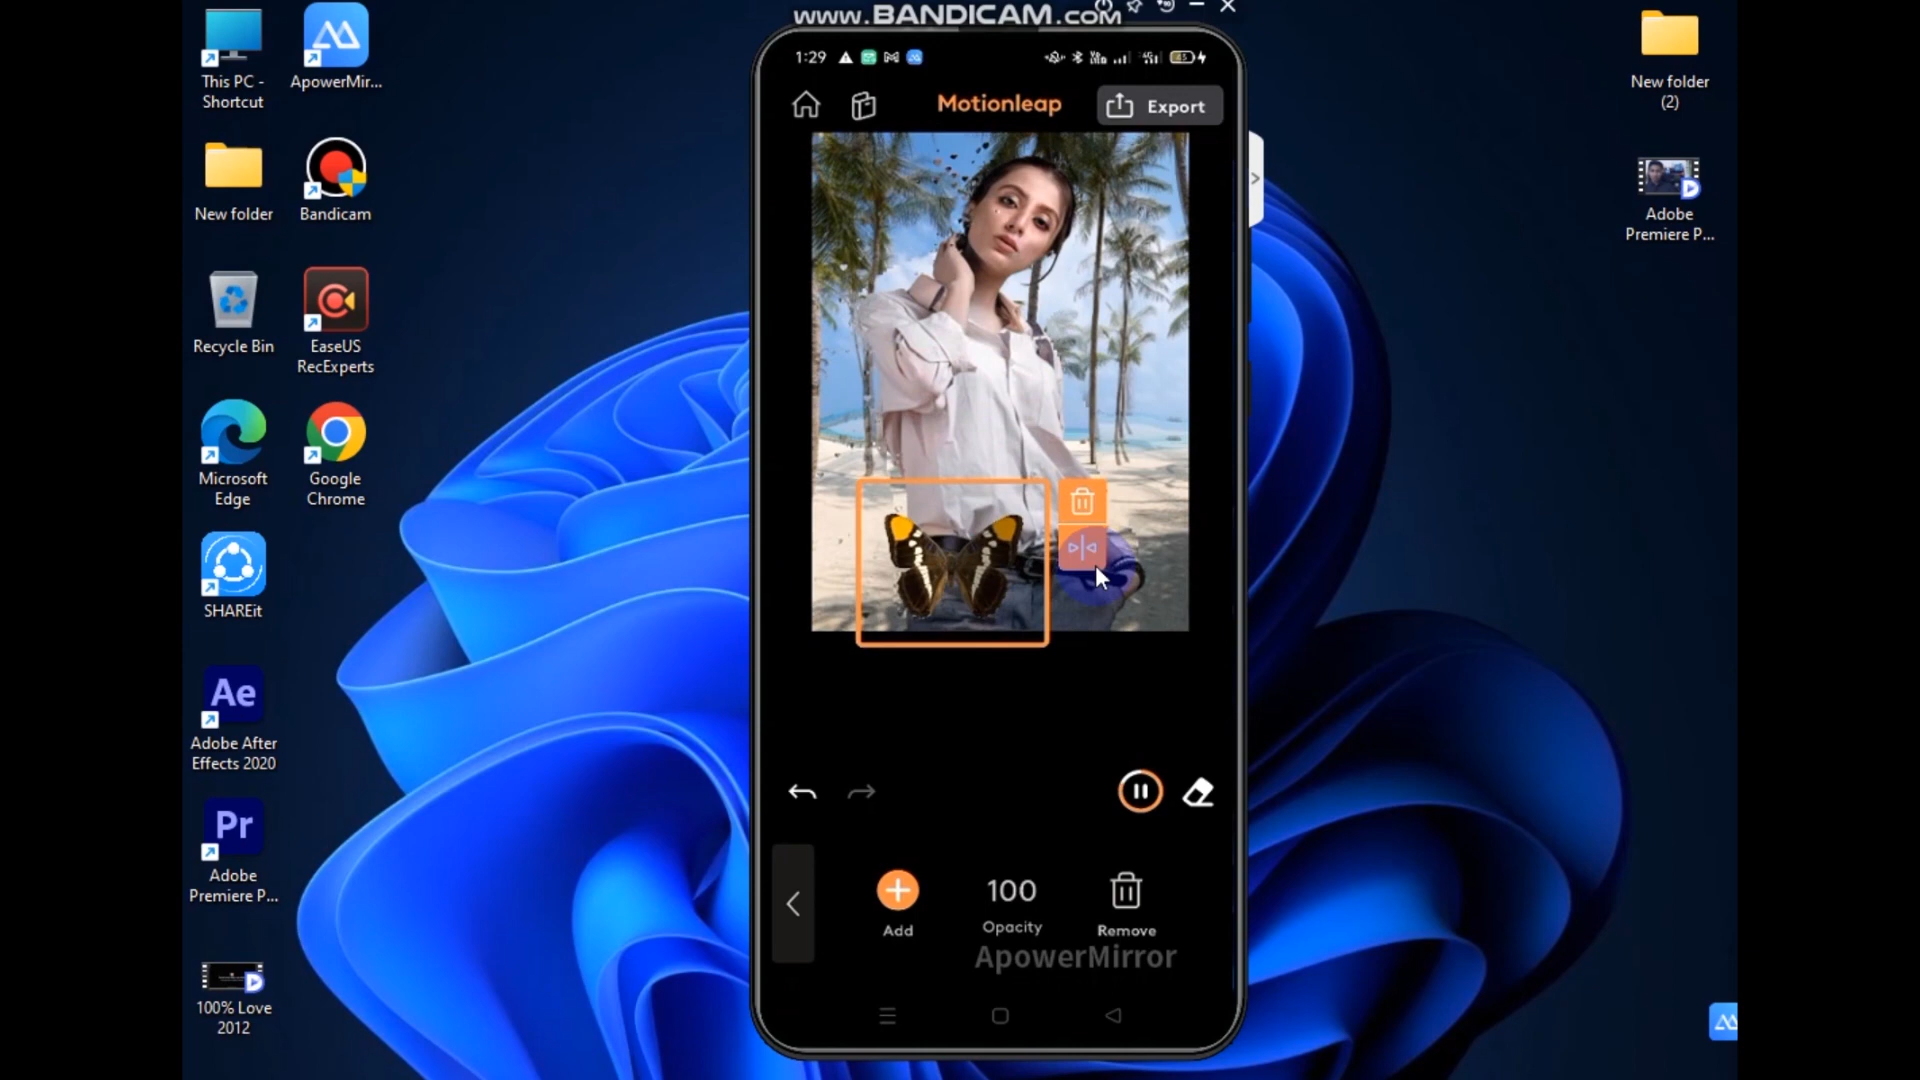 www.BANDICAM.com
This PC -
Shortcut
ApowerMir...
New folder
Bandicam
Recycle Bin
EaseUS
RecExperts
Microsoft
Edge
Google
Chrome
SHAREit
Ae
Adobe After
Effects 2020
Pr
Adobe
Premiere P...
100% Love
2012
1:29
Motionleap
Export
100
Add
Opacity
Remove
ApowerMirror
New folder
(2)
Adobe
Premiere P...